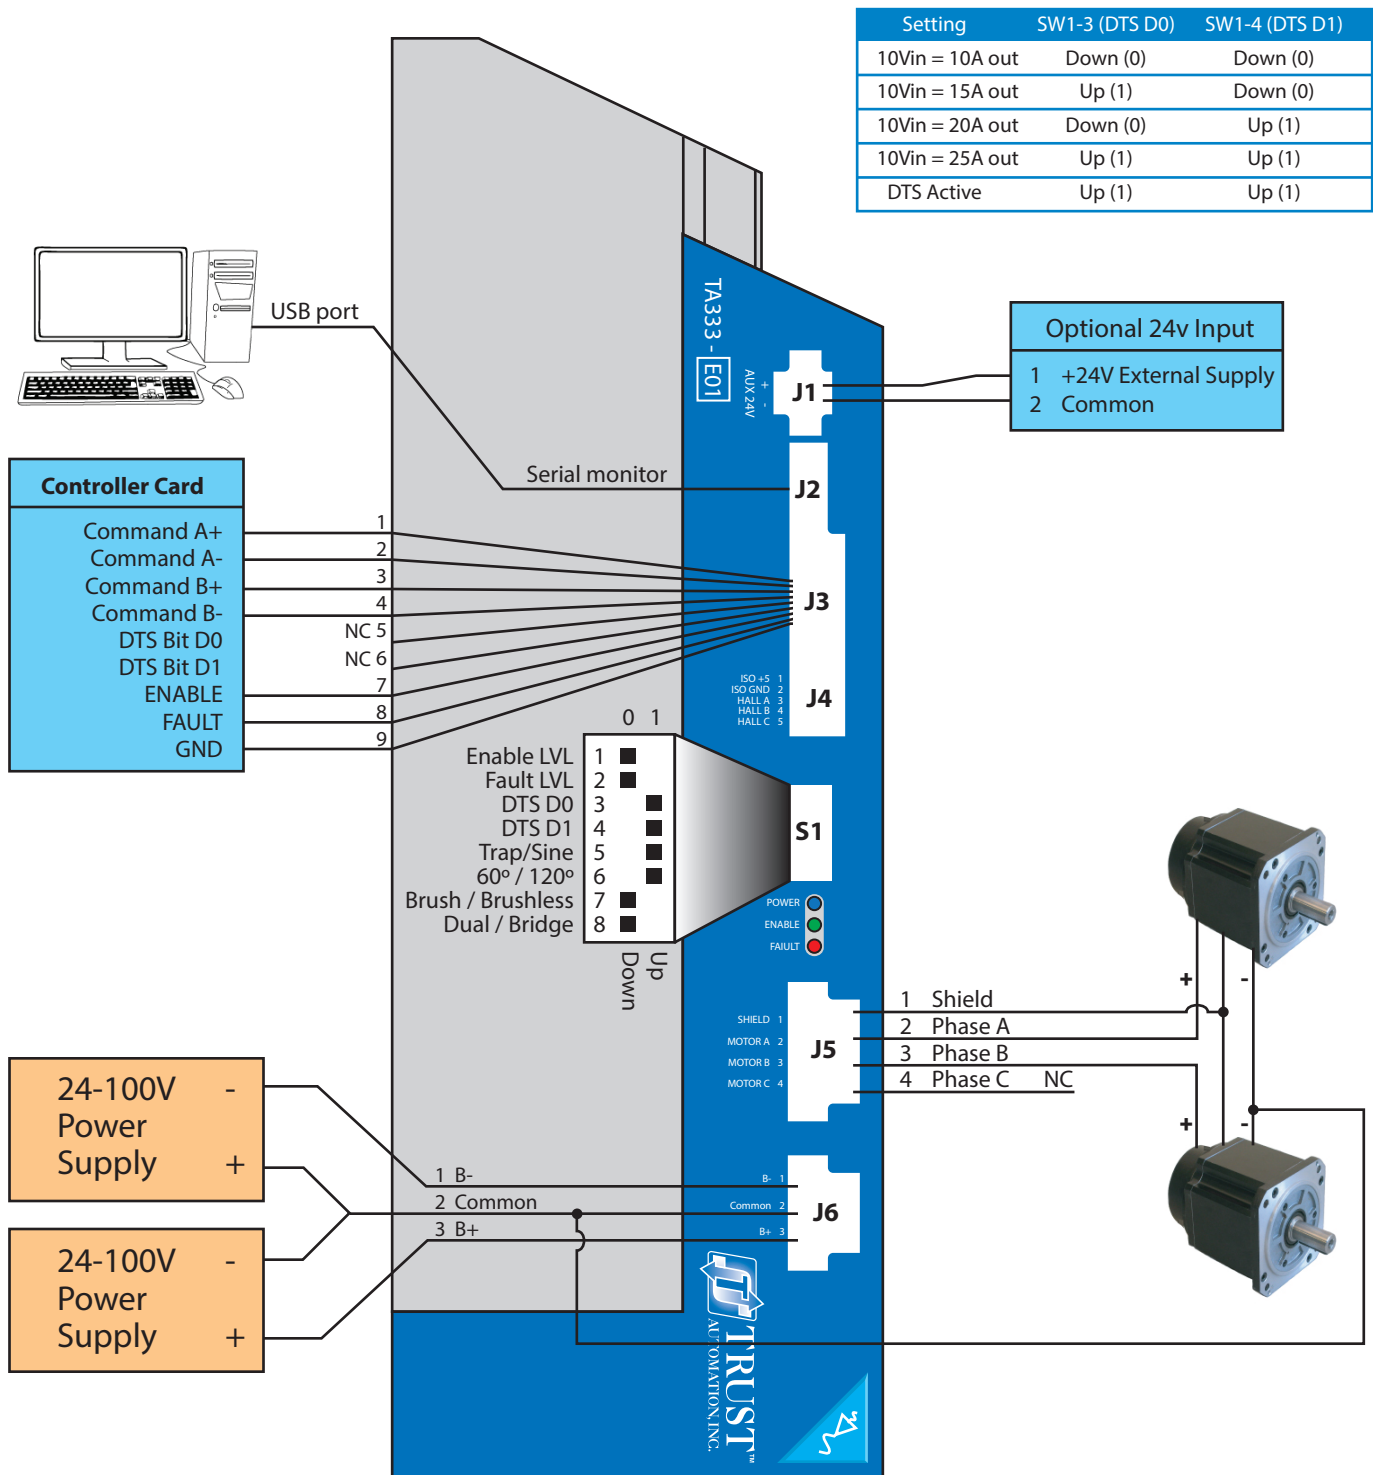 Setting SW1-3 (DTS D0) SW1-4 (DTS D1)
10Vin = 10A out Down (0) Down (0)
10Vin = 15A out Up (1) Down (0)
10Vin = 20A out Down (0) Up (1)
10Vin = 25A out Up (1) Up (1)
DTS Active Up (1) Up (1)
USB port
TA333 - E01
AUX 24V
+
-
J1
Optional 24v Input
1 +24V External Supply
2 Common
Serial monitor
J2
Controller Card
Command A+ 1
Command A- 2
Command B+ 3
Command B- 4
DTS Bit D0 NC 5
DTS Bit D1 NC 6
ENABLE 7
FAULT 8
GND 9
J3
ISO +5 1
ISO GND 2
HALL A 3
HALL B 4
HALL C 5
J4
0 1
Enable LVL 1
Fault LVL 2
DTS D0 3
DTS D1 4
Trap/Sine 5
60º / 120º 6
Brush / Brushless 7
Dual / Bridge 8
Down
Up
S1
POWER
ENABLE
FAIULT
SHIELD 1
MOTOR A 2
MOTOR B 3
MOTOR C 4
J5
1 Shield
2 Phase A
3 Phase B
4 Phase C NC
+ -
+ -
24-100V -
Power
Supply +
24-100V -
Power
Supply +
1 B-
2 Common
3 B+
B- 1
Common 2
B+ 3
J6
TRUST™
AUTOMATION, INC.